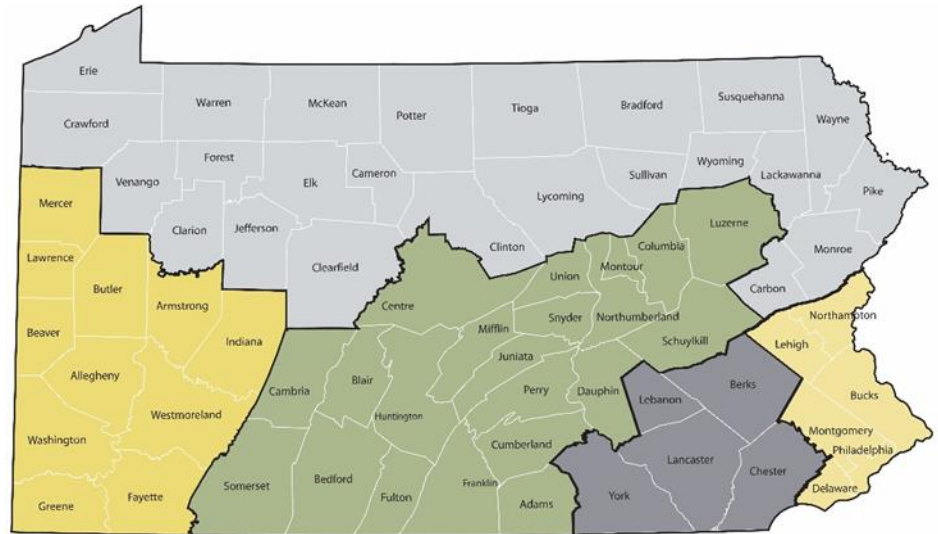 Erie
Warren
McKean
Potter
Tioga
Bradford
Susquehanna
Wayne
Crawford
Forest
Venango
Elk
Cameron
Sullivan
Wyoming
Lackawanna
Pike
Mercer
Clarion
Jefferson
Lycoming
Clinton
Columbia
Luzerne
Monroe
Lawrence
Clearfield
Union
Montour
Carbon
Butler
Armstrong
Centre
Snyder
Northumberland
Northampton
Beaver
Indiana
Mifflin
Schuylkill
Lehigh
Allegheny
Juniata
Blair
Cambria
Perry
Dauphin
Berks
Lebanon
Bucks
Westmoreland
Huntington
Washington
Cumberland
Montgomery
Philadelphia
Lancaster
Chester
Somerset
Bedford
Franklin
Delaware
Greene
Fayette
Fulton
Adams
York